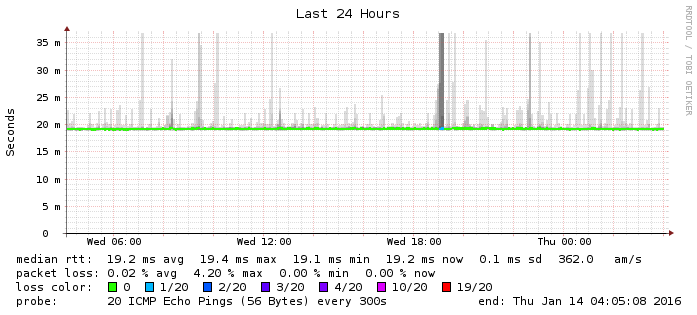 Last 24 Hours
RRDTOOL / TOBI OETIKER
Seconds
35 m
30 m
25 m
20 m
15 m
10 m
5 m
0
Wed 06:00 Wed 12:00 Wed 18:00 Thu 00:00
median rtt: 19.2 ms avg 19.4 ms max 19.1 ms min 19.2 ms now 0.1 ms sd 362.0 am/s
packet loss: 0.02 % avg 4.20 % max 0.00 % min 0.00 % now
loss color: 0 1/20 2/20 3/20 4/20 10/20 19/20
probe: 20 ICMP Echo Pings (56 Bytes) every 300s end: Thu Jan 14 04:05:08 2016